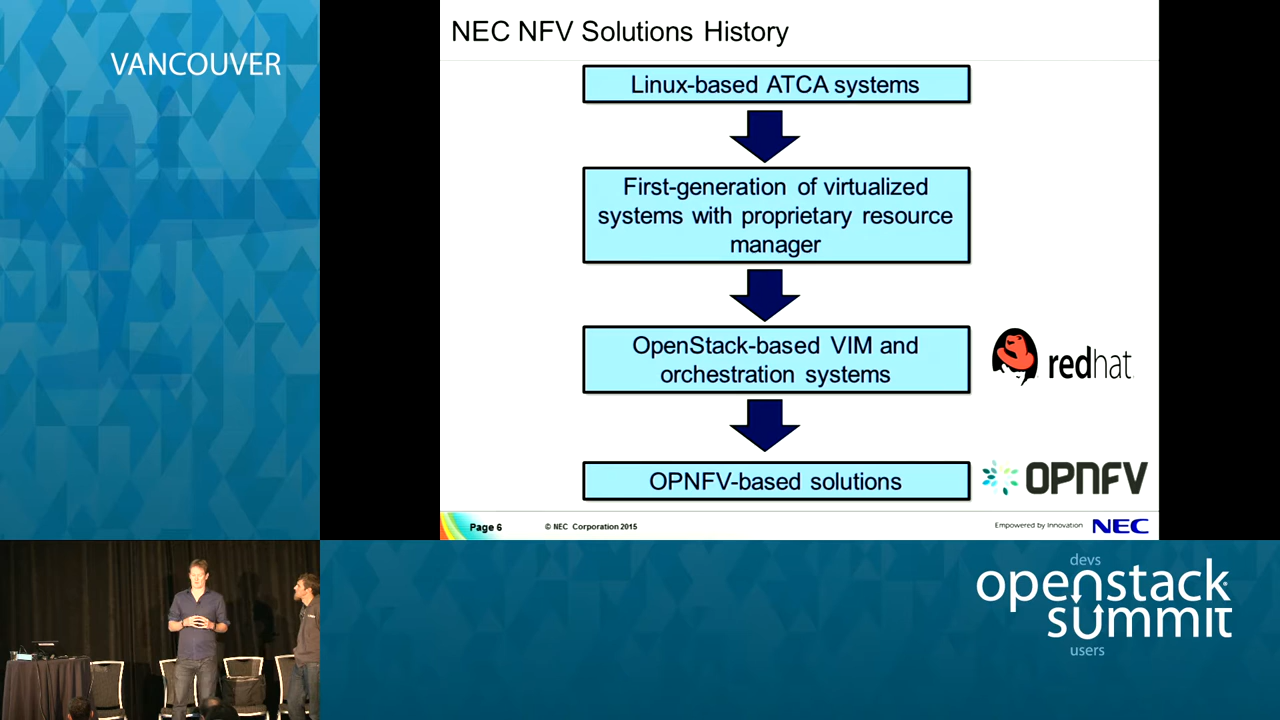 VANCOUVER
NEC NFV Solutions History
Linux-based ATCA systems
First-generation of virtualized
systems with proprietary resource
manager
OpenStack-based VIM and
orchestration systems
redhat.
OPNFV-based solutions
OPNFV
Page 6
© NEC Corporation 2015
Empowered by Innovation
NEC
devs
openstack
summit
users